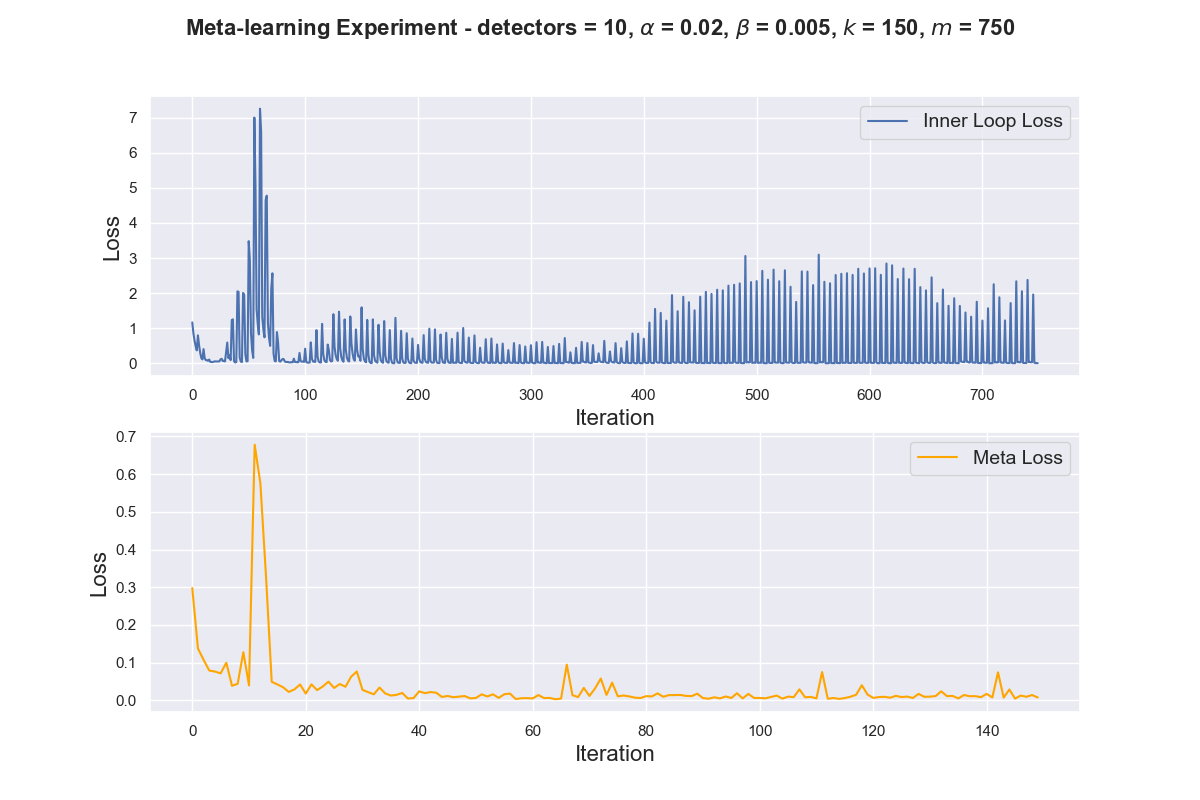 Meta-learning Experiment - detectors = 10, α = 0.02, β = 0.005, k = 150, m = 750
Inner Loop Loss
Loss
7
6
5
4
3
2
1
0
0 100 200 300 400 500 600 700
Iteration
Meta Loss
Loss
0.7
0.6
0.5
0.4
0.3
0.2
0.1
0.0
0 20 40 60 80 100 120 140
Iteration